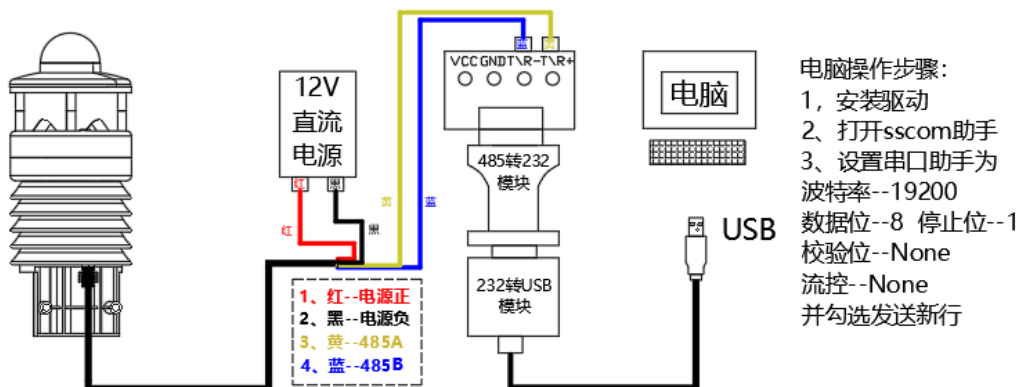 12V
直流
电源
红
黑
红
黑
黄
蓝
蓝
黄
VCC GND T\R- T\R+
485转232
模块
232转USB
模块
电脑
USB
1、红--电源正
2、黑--电源负
3、黄--485A
4、蓝--485B
电脑操作步骤：
1，安装驱动
2、打开sscom助手
3、设置串口助手为
波特率--19200
数据位--8 停止位--1
校验位--None
流控--None
并勾选发送新行